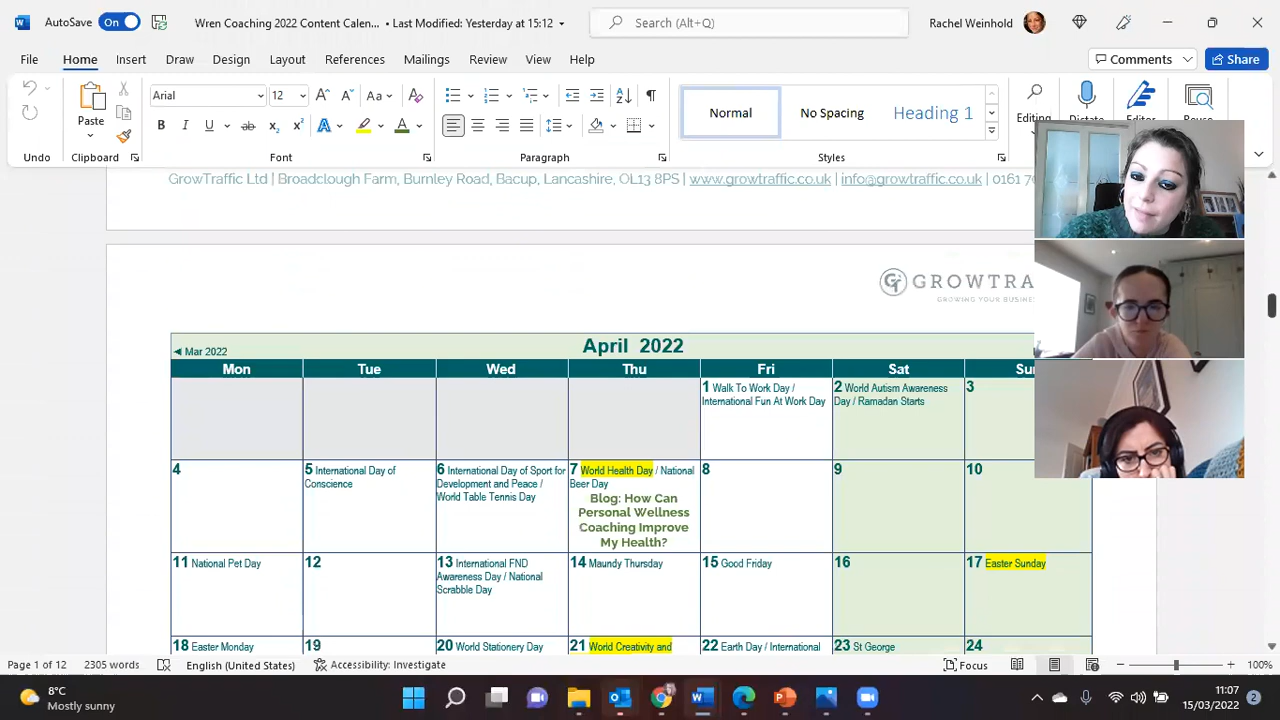 AutoSave On Wren Coaching 2022 Content Calen... • Last Modified: Yesterday at 15:12 Search (Alt+Q) Rachel Weinhold
File Home Insert Draw Design Layout References Mailings Review View Help Comments Share
Arial 12 Aa A A
Paste B I U ab x2 x2 A A
Normal No Spacing Heading 1
Editing Dictate Editor Reuse
Undo Clipboard Font Paragraph Styles
GrowTraffic Ltd | Broadclough Farm, Burnley Road, Bacup, Lancashire, OL13 8PS | www.growtraffic.co.uk | info@growtraffic.co.uk | 0161 7
GT GROWTRA
GROWING YOUR BUSINE
◄ Mar 2022 April 2022
Mon Tue Wed Thu Fri Sat Su
1 Walk To Work Day /
International Fun At Work Day
2 World Autism Awareness
Day / Ramadan Starts
3
4
5 International Day of
Conscience
6 International Day of Sport for
Development and Peace /
World Table Tennis Day
7 World Health Day / National
Beer Day
Blog: How Can
Personal Wellness
Coaching Improve
My Health?
8
9
10
11 National Pet Day
12
13 International FND
Awareness Day / National
Scrabble Day
14 Maundy Thursday
15 Good Friday
16
17 Easter Sunday
18 Easter Monday
19
20 World Stationery Day
21 World Creativity and
22 Earth Day / International
23 St George
24
Page 1 of 12 2305 words English (United States) Accessibility: Investigate Focus 100%
8°C
Mostly sunny
11:07
15/03/2022
2